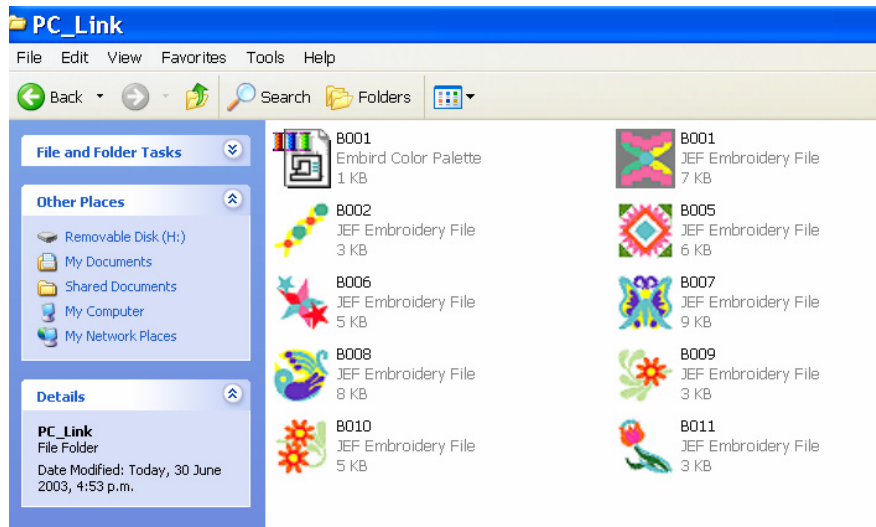 PC_Link
File Edit View Favorites Tools Help
Back Search Folders
File and Folder Tasks
Other Places
Removable Disk (H:)
My Documents
Shared Documents
My Computer
My Network Places
Details
PC_Link
File Folder
Date Modified: Today, 30 June
2003, 4:53 p.m.
B001
Embird Color Palette
1 KB
B001
JEF Embroidery File
7 KB
B002
JEF Embroidery File
3 KB
B005
JEF Embroidery File
6 KB
B006
JEF Embroidery File
5 KB
B007
JEF Embroidery File
9 KB
B008
JEF Embroidery File
8 KB
B009
JEF Embroidery File
3 KB
B010
JEF Embroidery File
5 KB
B011
JEF Embroidery File
3 KB